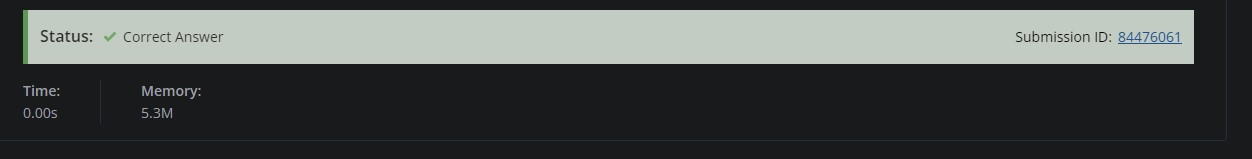 Status: ✔ Correct Answer Submission ID: 84476061
Time: Memory:
0.00s 5.3M